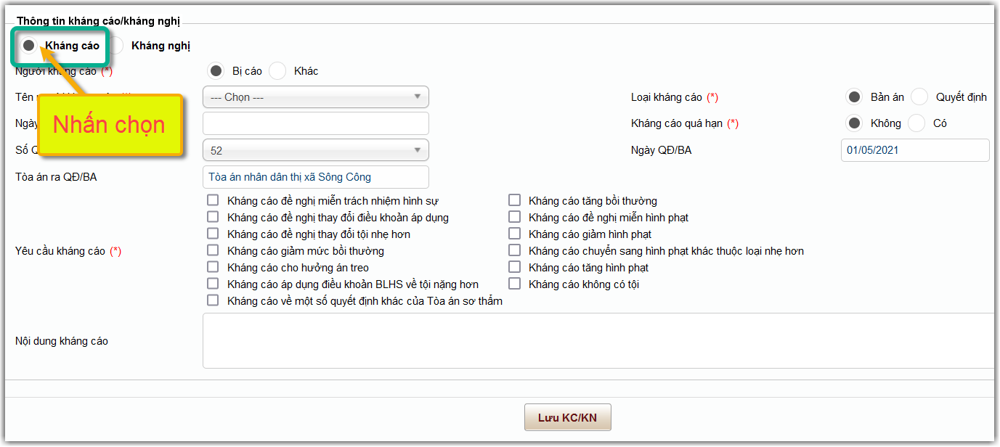 Thông tin kháng cáo/kháng nghị
Kháng cáo Kháng nghị
Người kháng cáo (*) Bị cáo Khác
Tên --- Chọn --- Loại kháng cáo (*) Bản án Quyết định
Nhấn chọn
Ngày Kháng cáo quá hạn (*) Không Có
Số 52 Ngày QĐ/BA 01/05/2021
Tòa án ra QĐ/BA Tòa án nhân dân thị xã Sông Công
Kháng cáo đề nghị miễn trách nhiệm hình sự Kháng cáo tăng bồi thường
Kháng cáo đề nghị thay đổi điều khoản áp dụng Kháng cáo đề nghị miễn hình phạt
Kháng cáo đề nghị thay đổi tội nhẹ hơn Kháng cáo giảm hình phạt
Yêu cầu kháng cáo (*) Kháng cáo giảm mức bồi thường Kháng cáo chuyển sang hình phạt khác thuộc loại nhẹ hơn
Kháng cáo cho hưởng án treo Kháng cáo tăng hình phạt
Kháng cáo áp dụng điều khoản BLHS về tội nặng hơn Kháng cáo không có tội
Kháng cáo về một số quyết định khác của Tòa án sơ thẩm
Nội dung kháng cáo
Lưu KC/KN